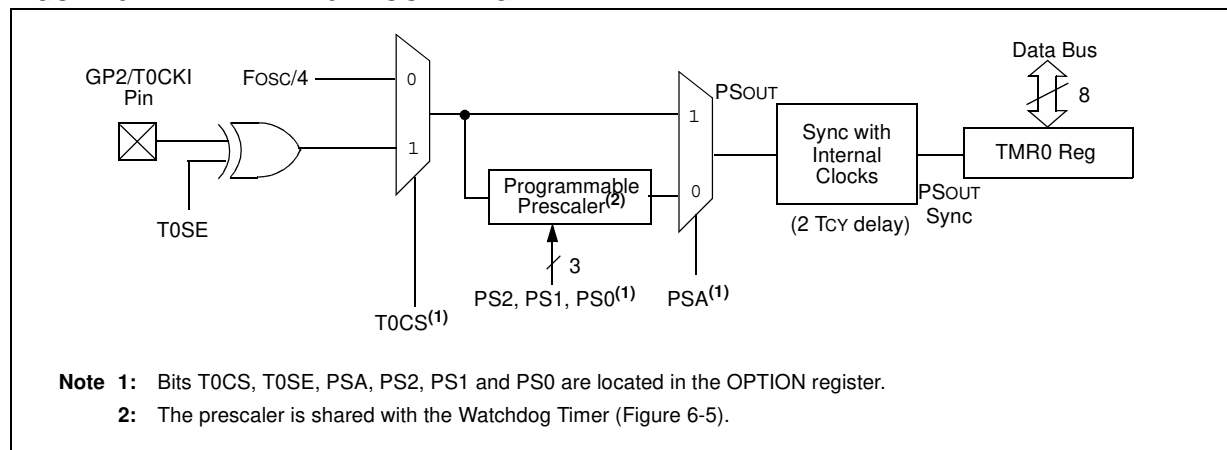 Data Bus
8
GP2/T0CKI
Pin
FOSC/4
0
1
T0SE
T0CS(1)
Programmable
Prescaler(2)
3
PS2, PS1, PS0(1)
1
0
PSA(1)
PSOUT
Sync with
Internal
Clocks
(2 TCY delay)
PSOUT
Sync
TMR0 Reg
Note 1: Bits T0CS, T0SE, PSA, PS2, PS1 and PS0 are located in the OPTION register.
2: The prescaler is shared with the Watchdog Timer (Figure 6-5).